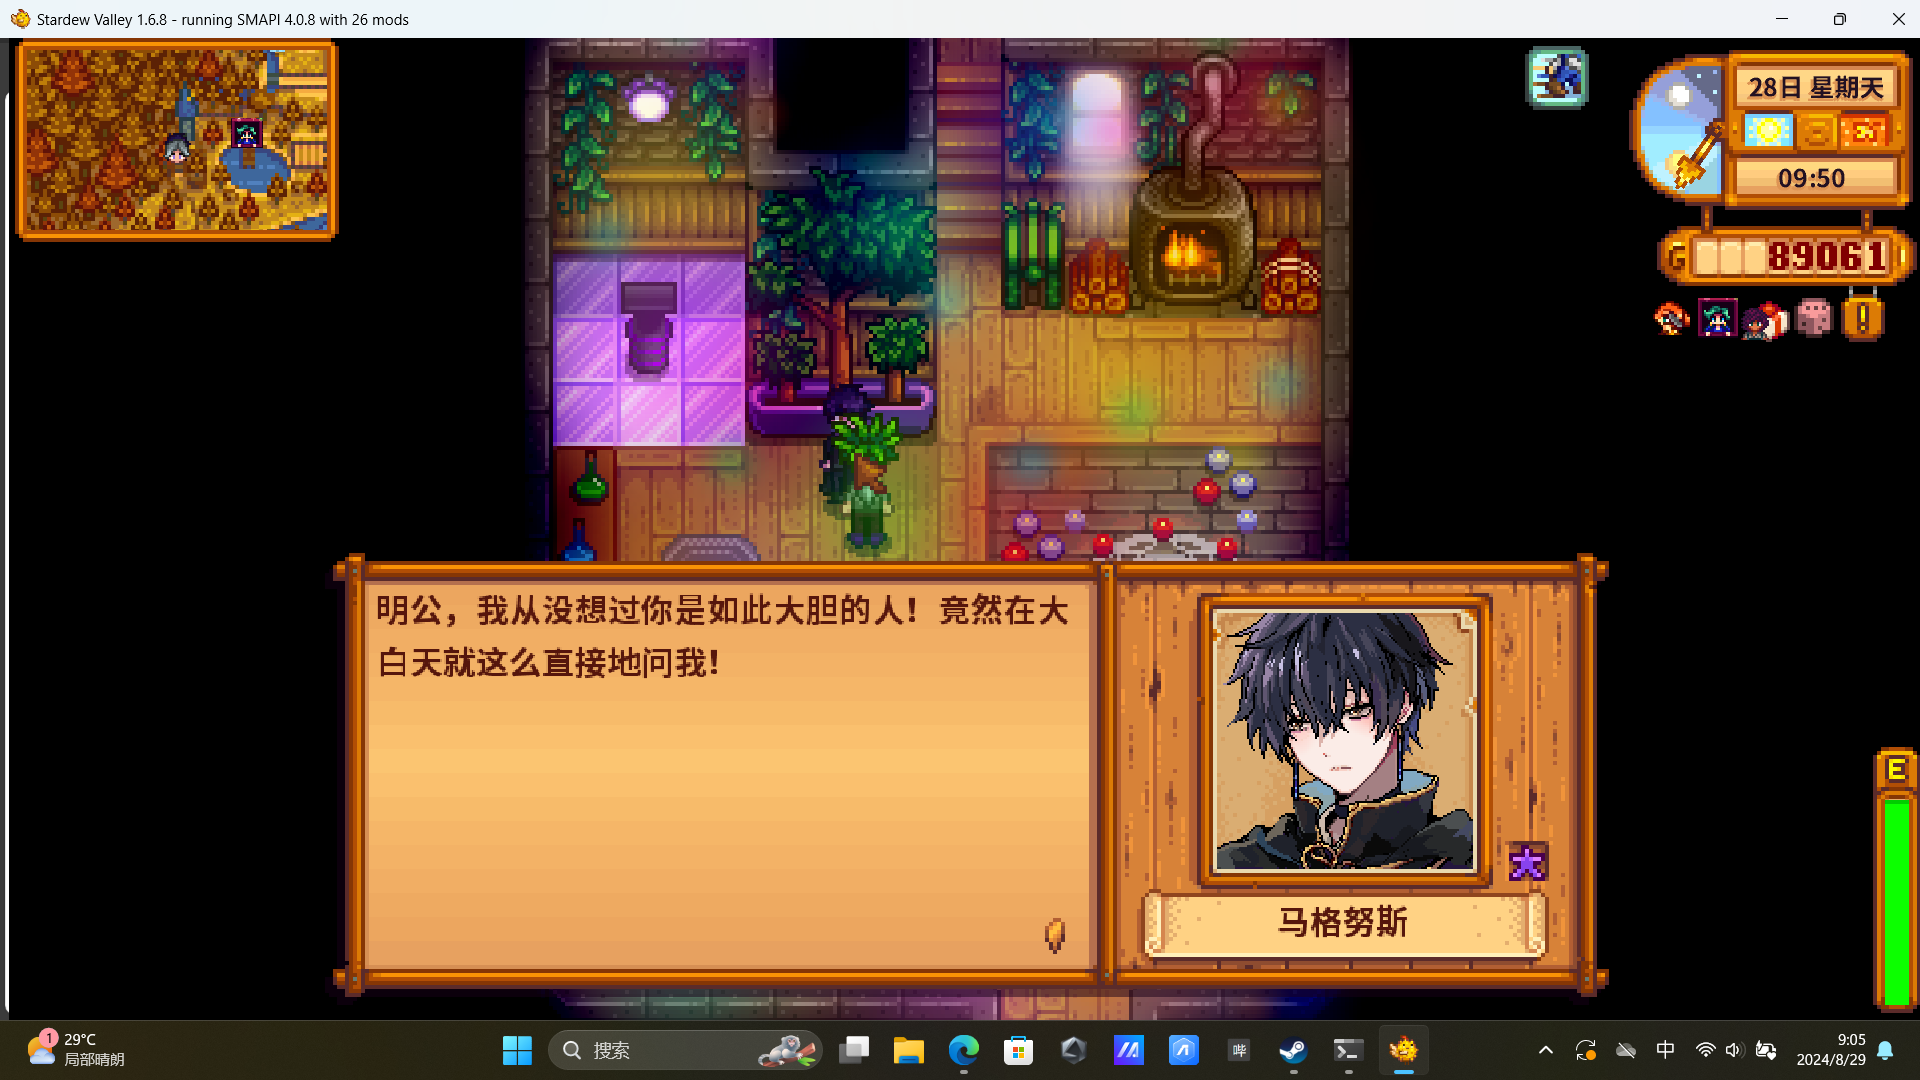 Stardew Valley 1.6.8 - running SMAPI 4.0.8 with 26 mods
28日 星期天
09:50
G 89061
明公，我从没想过你是如此大胆的人！竟然在大
白天就这么直接地问我！
马格努斯
E
1
29°C
局部晴朗
搜索
哔
中
9:05
2024/8/29